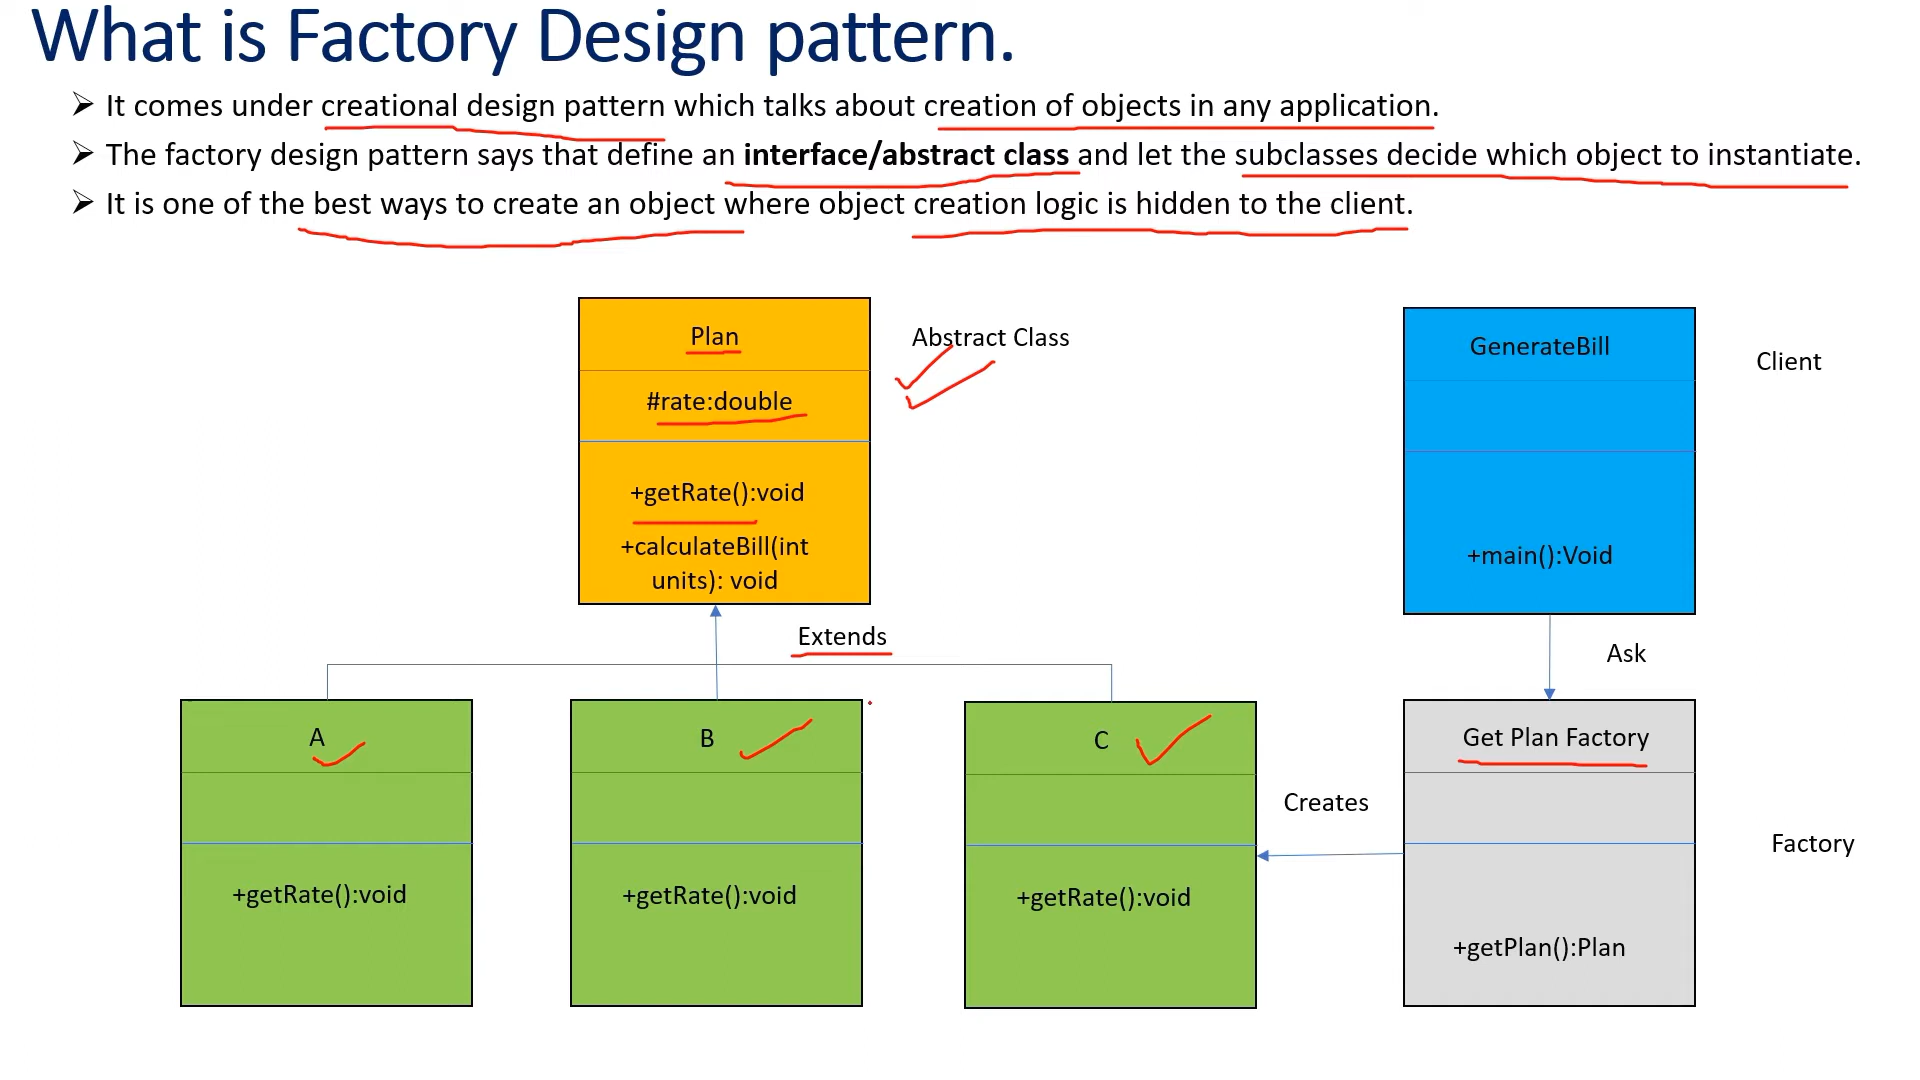 What is Factory Design pattern.
➢ It comes under creational design pattern which talks about creation of objects in any application.
➢ The factory design pattern says that define an interface/abstract class and let the subclasses decide which object to instantiate.
➢ It is one of the best ways to create an object where object creation logic is hidden to the client.
Plan
#rate:double
+getRate():void
+calculateBill(int
units): void
Abstract Class
GenerateBill
+main():Void
Client
Extends
Ask
A
+getRate():void
B
+getRate():void
C
+getRate():void
Creates
Get Plan Factory
+getPlan():Plan
Factory